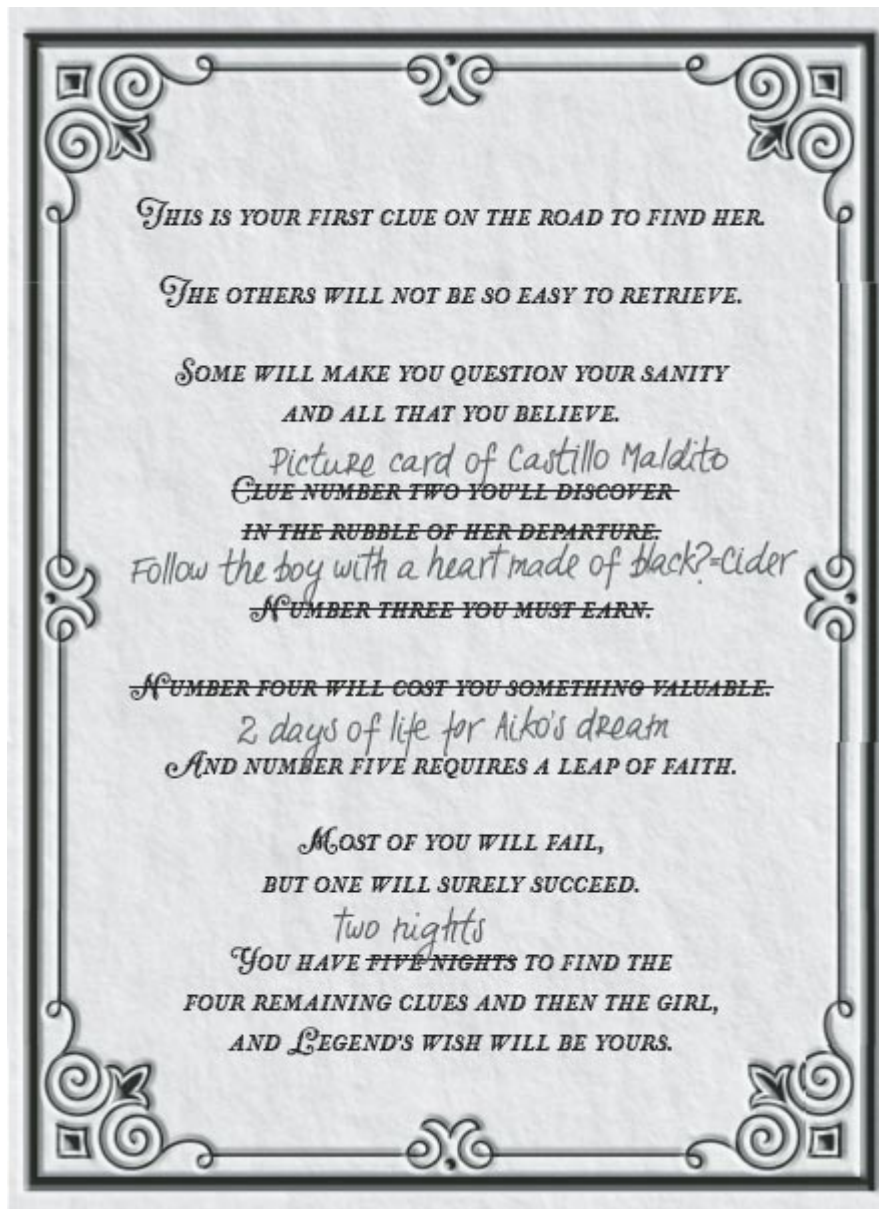 This is your first clue on the road to find her.
The others will not be so easy to retrieve.
Some will make you question your sanity
and all that you believe.
Picture card of Castillo Maldito
Clue number two you'll discover
in the rubble of her departure.
Follow the boy with a heart made of black?=Cider
Number three you must earn.
Number four will cost you something valuable.
2 days of life for Aiko's dream
And number five requires a leap of faith.
Most of you will fail,
but one will surely succeed.
two nights
You have five nights to find the
four remaining clues and then the girl,
and Legend's wish will be yours.